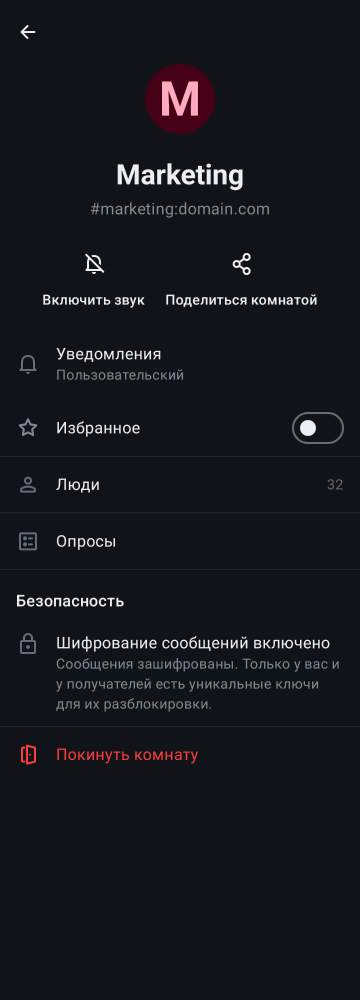 M
Marketing
#marketing:domain.com
Включить звук
Поделиться комнатой
Уведомления
Пользовательский
Избранное
Люди
32
Опросы
Безопасность
Шифрование сообщений включено
Сообщения зашифрованы. Только у вас и
у получателей есть уникальные ключи
для их разблокировки.
Покинуть комнату